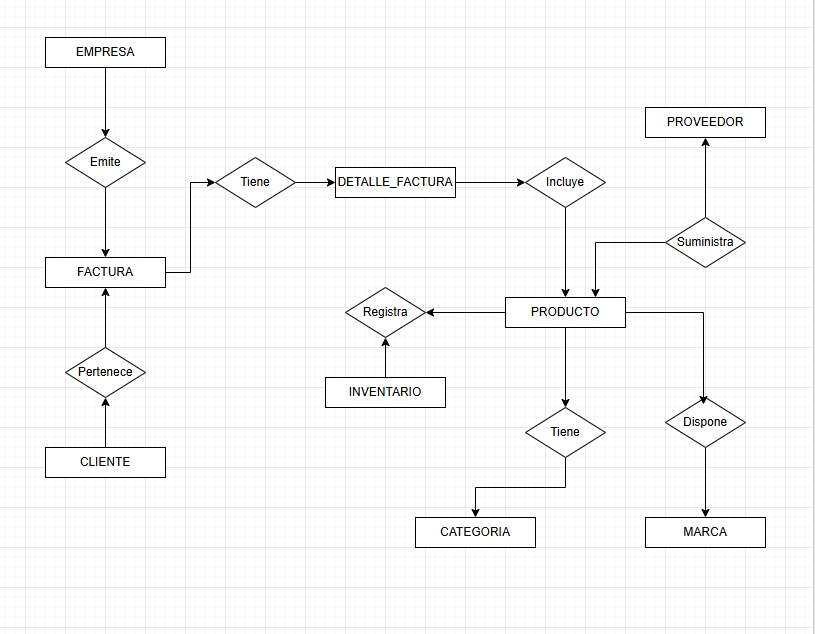 EMPRESA
PROVEEDOR
Emite
Tiene
DETALLE_FACTURA
Incluye
Suministra
FACTURA
Registra
PRODUCTO
Pertenece
INVENTARIO
Tiene
Dispone
CLIENTE
CATEGORIA
MARCA